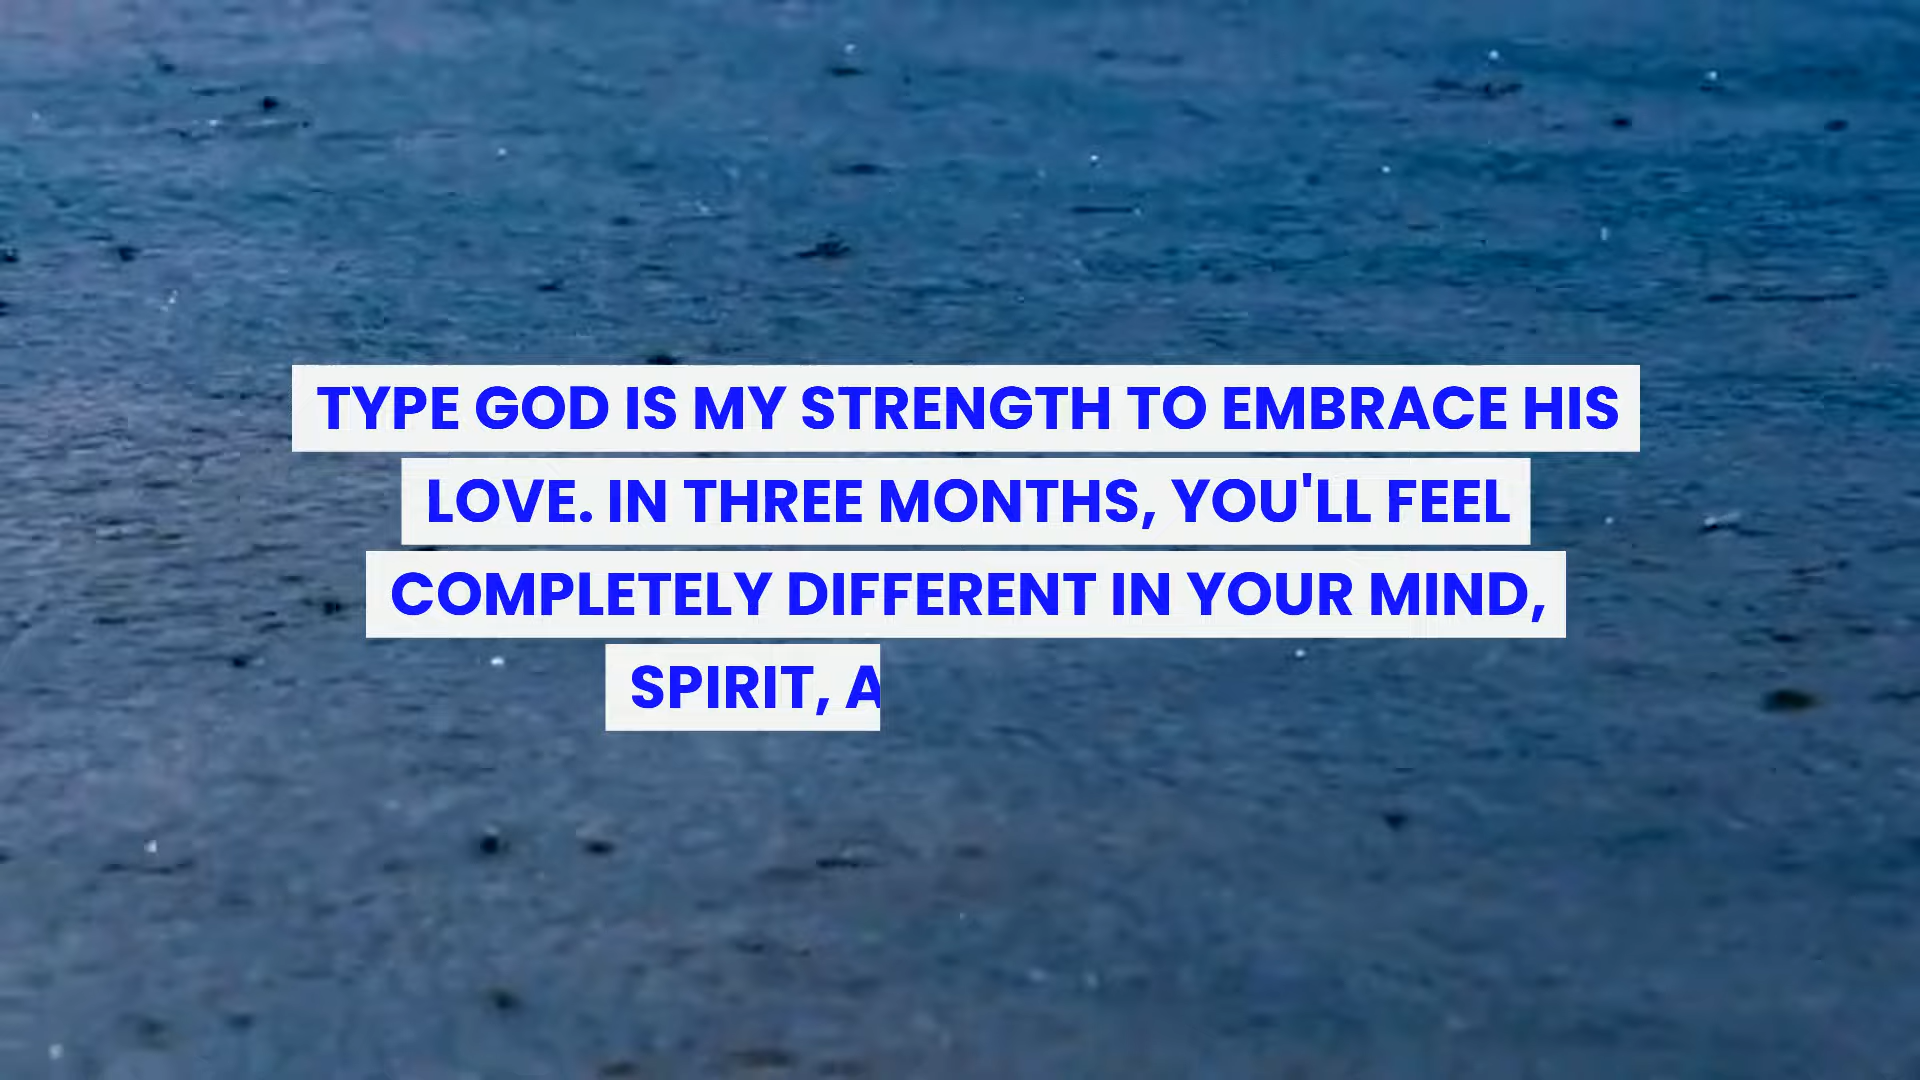 TYPE GOD IS MY STRENGTH TO EMBRACE HIS
LOVE. IN THREE MONTHS, YOU'LL FEEL
COMPLETELY DIFFERENT IN YOUR MIND,
SPIRIT, A